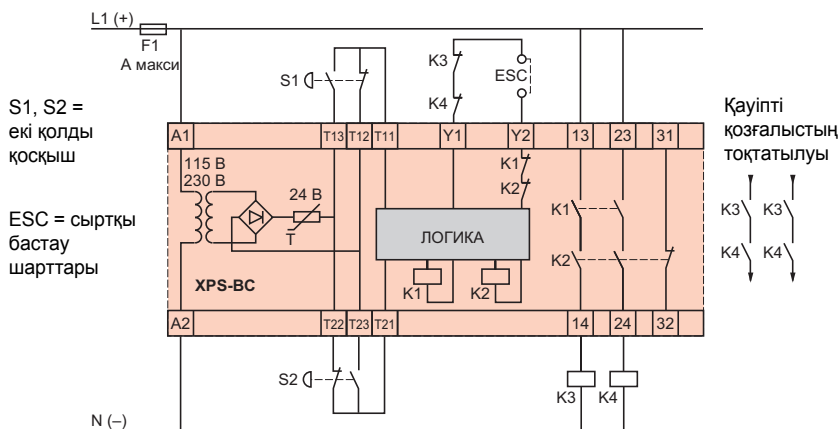 L1 (+)
F1
А макси
S1
K3
K4
ESC
S1, S2 =
екі қолды
қосқыш
ESC = сыртқы
бастау
шарттары
A1
T13
T12
T11
Y1
Y2
13
23
31
115 В
230 В
24 В
T
K1
K2
ЛОГИКА
K1
K2
K1
K2
XPS-BC
A2
T22
T23
T21
14
24
32
S2
K3
K4
N (–)
Қауіпті
қозғалыстың
тоқтатылуы
K3
K3
K4
K4